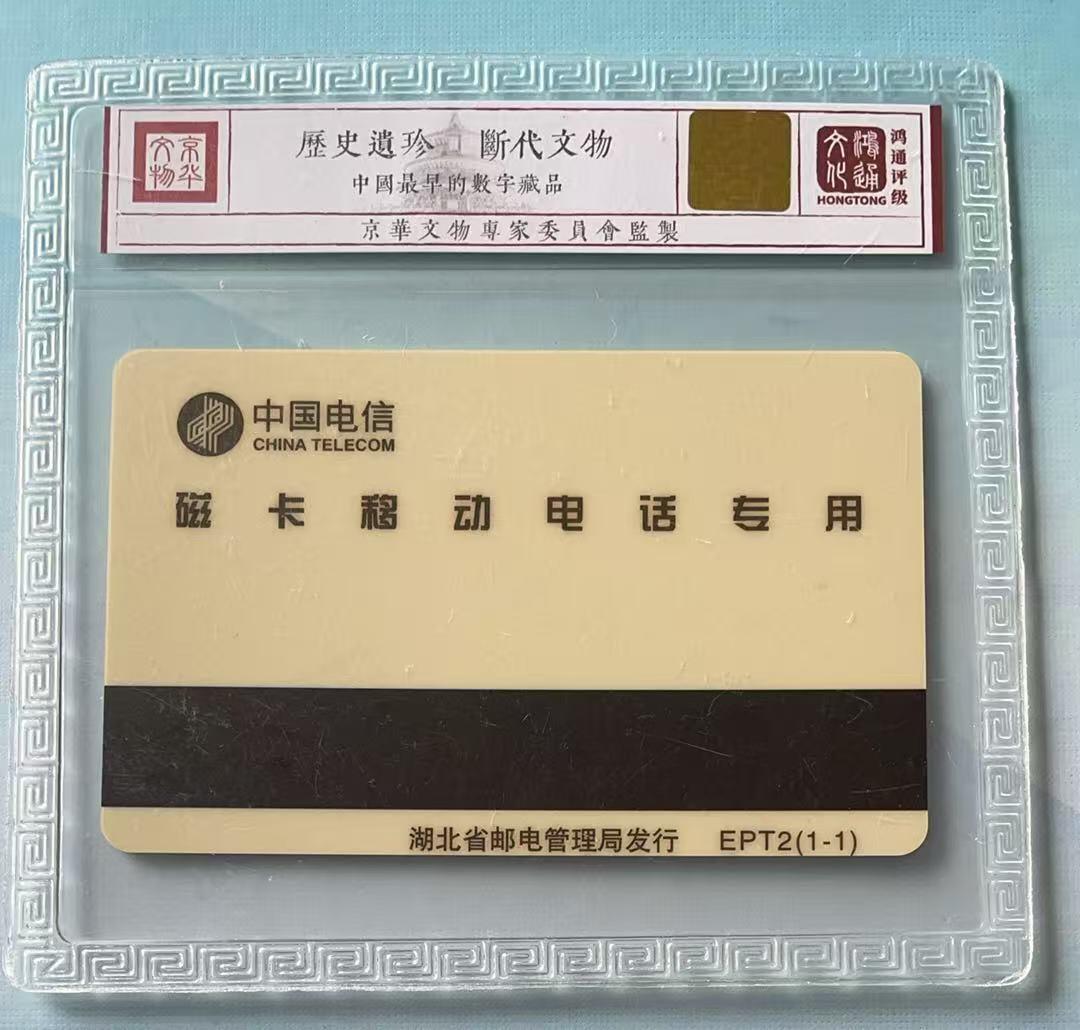 京华文物
歷史遺珍 斷代文物
中國最早的數字藏品
京華文物專家委員會監製
鸿通文化
HONGTONG
鸿通评级
中国电信
CHINA TELECOM
磁卡移动电话专用
湖北省邮电管理局发行 EPT2(1-1)